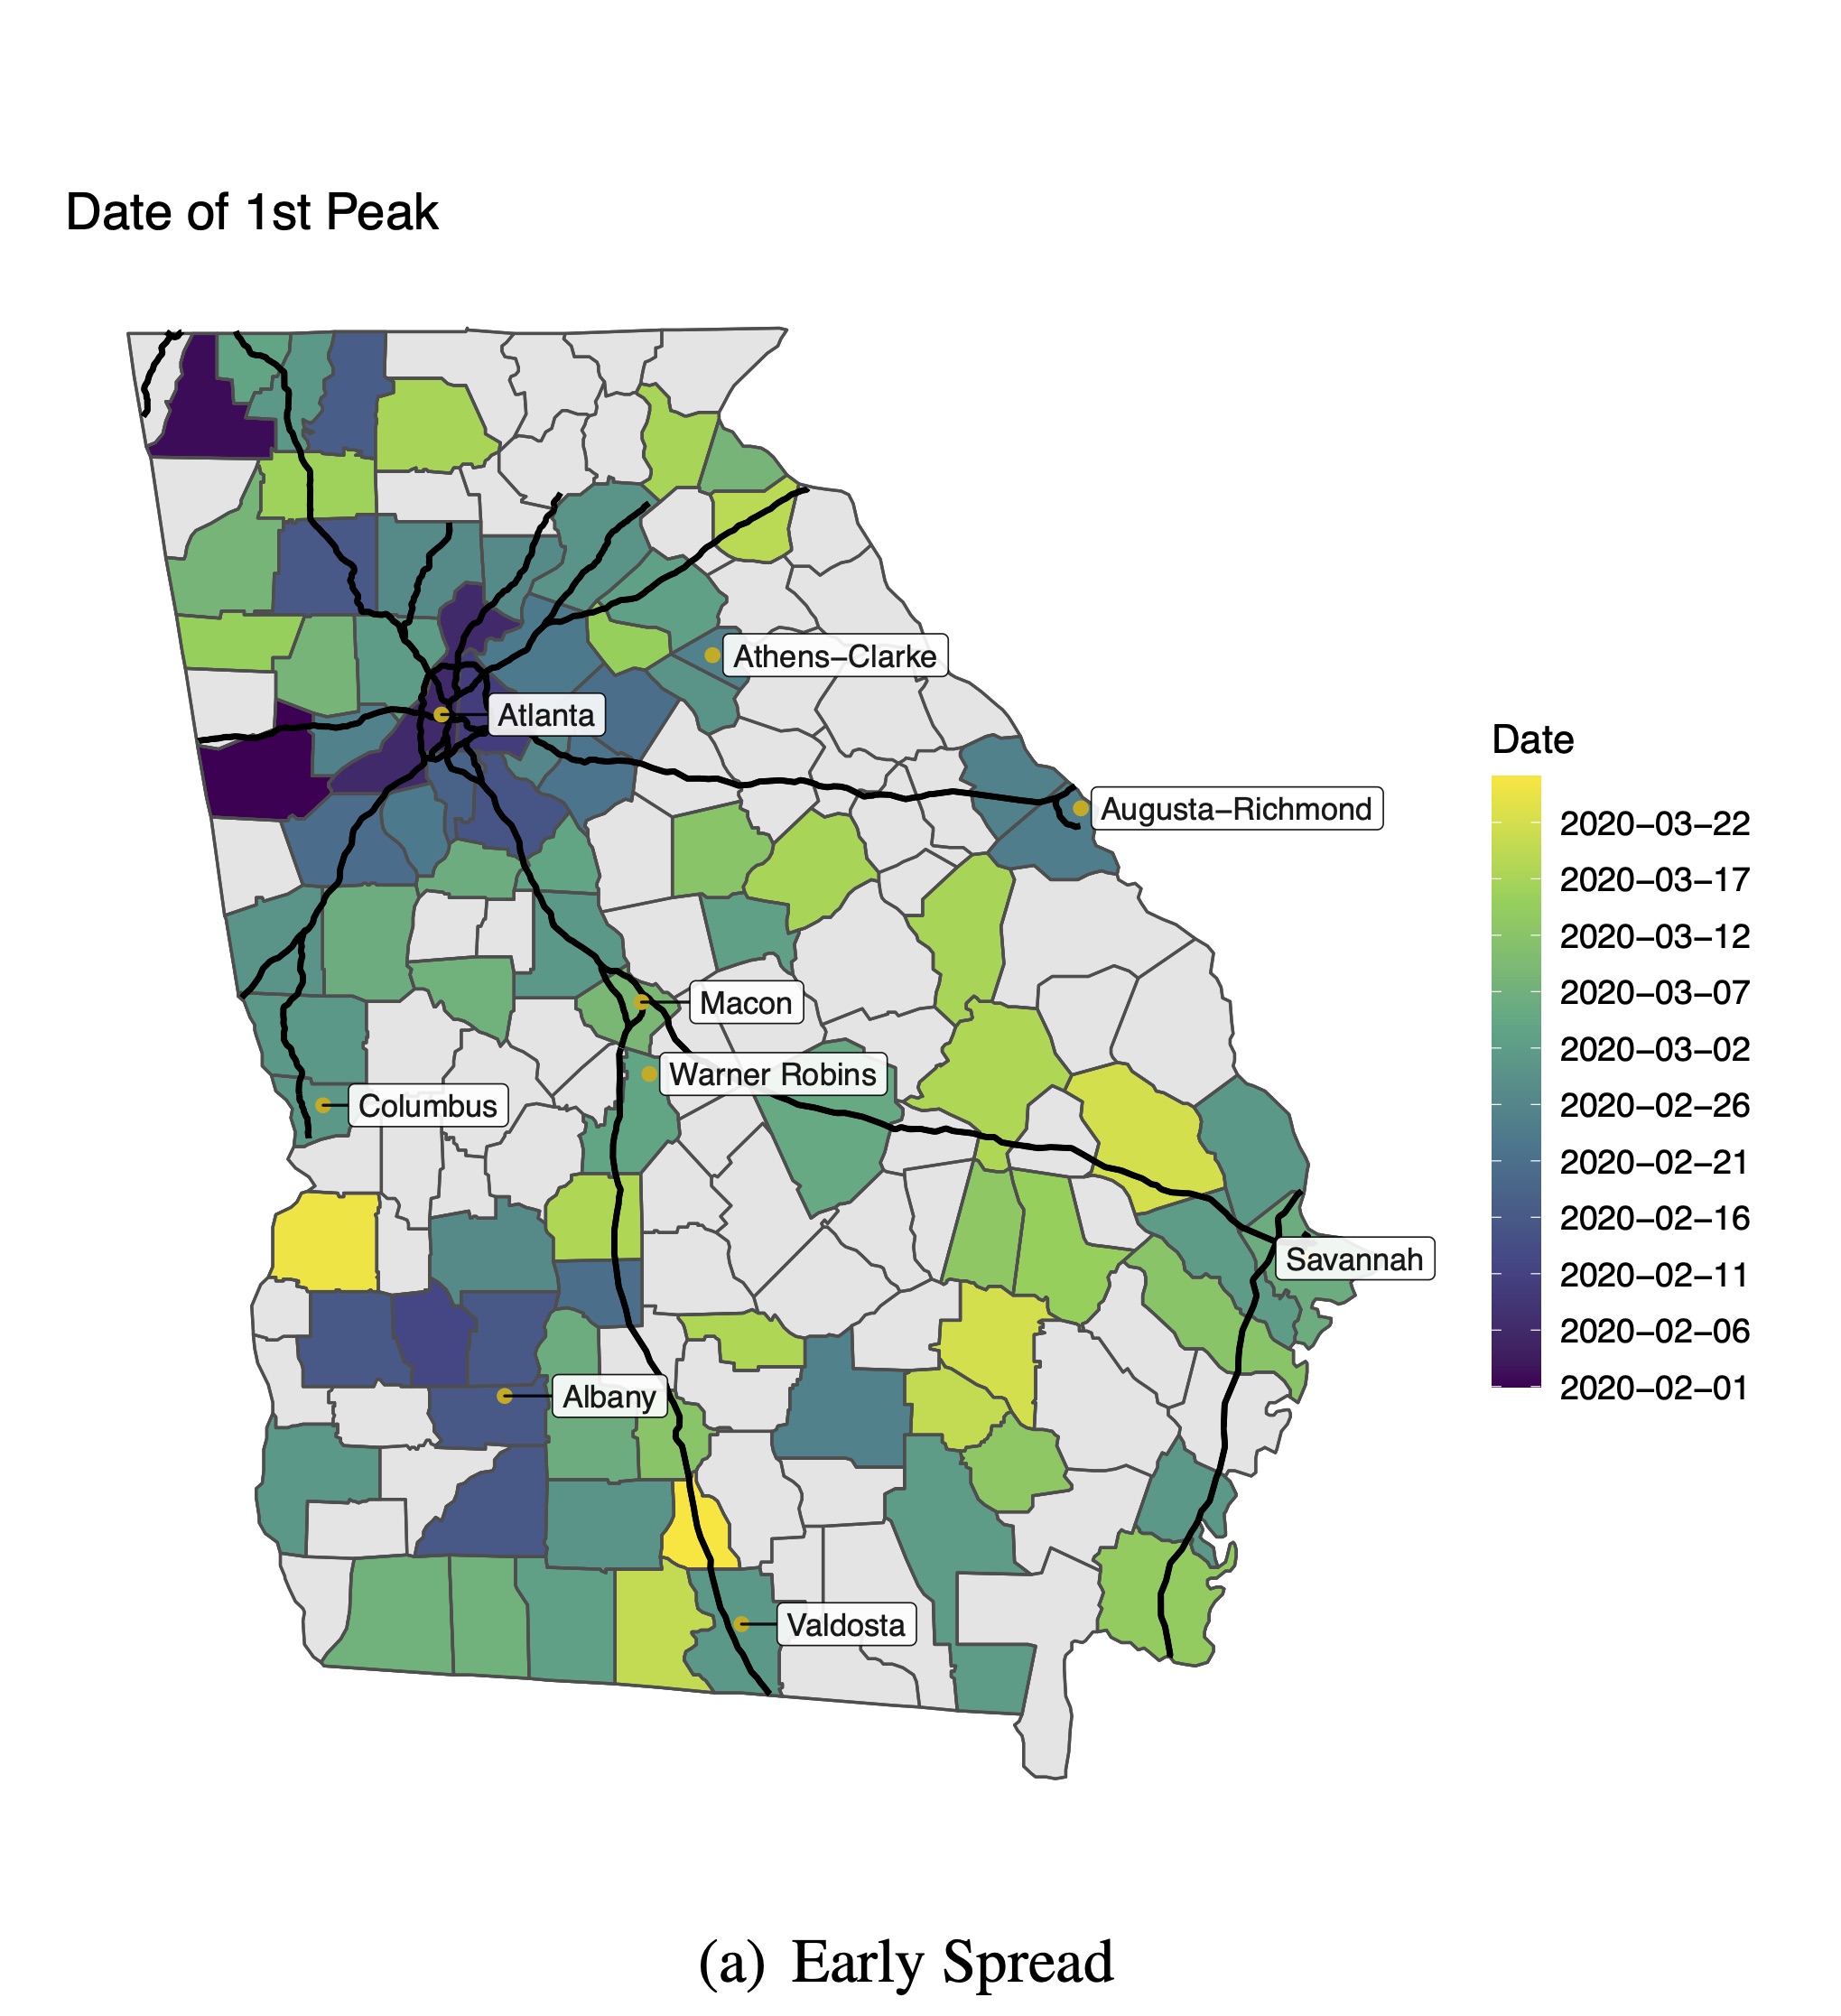 Date of 1st Peak
Athens−Clarke
Atlanta
Augusta−Richmond
Macon
Warner Robins
Columbus
Savannah
Albany
Valdosta
Date
2020−03−22
2020−03−17
2020−03−12
2020−03−07
2020−03−02
2020−02−26
2020−02−21
2020−02−16
2020−02−11
2020−02−06
2020−02−01
(a) Early Spread